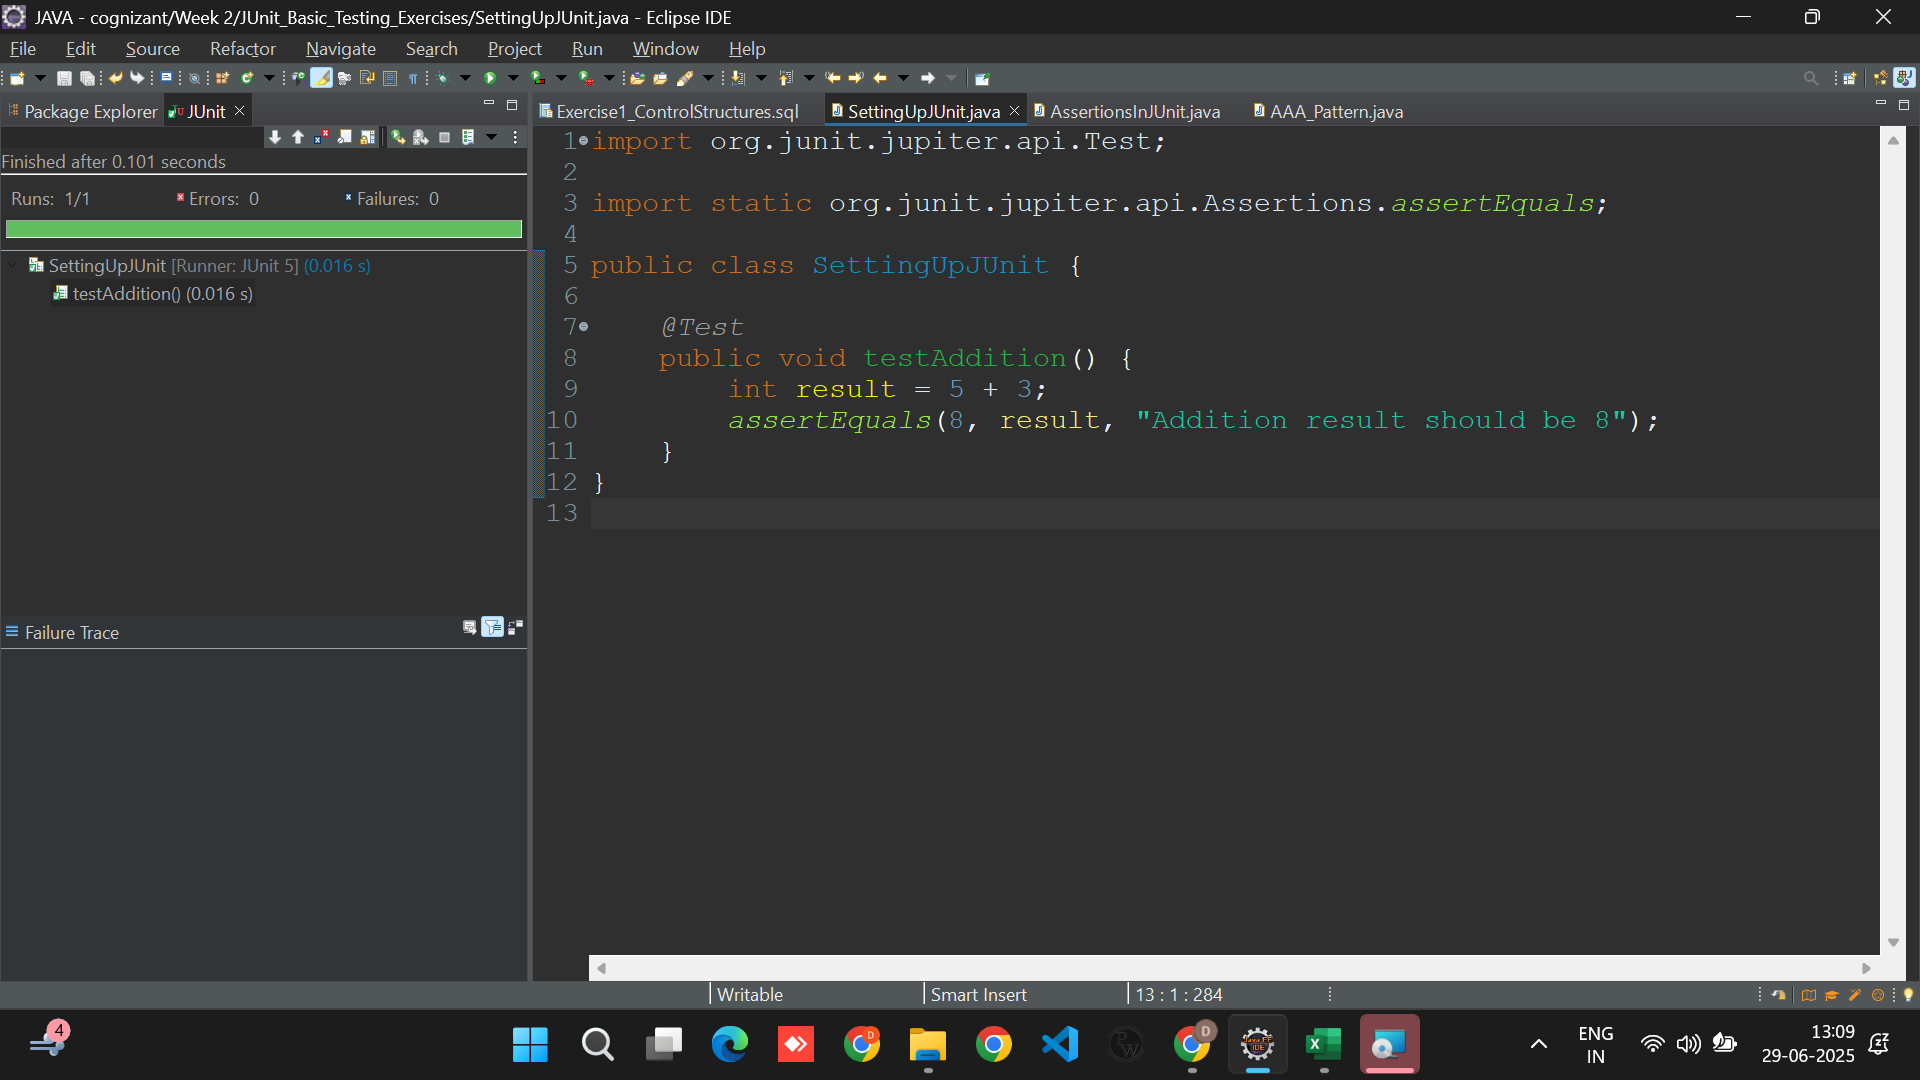 JAVA - cognizant/Week 2/JUnit_Basic_Testing_Exercises/SettingUpJUnit.java - Eclipse IDE
File Edit Source Refactor Navigate Search Project Run Window Help
Package Explorer JUnit
Exercise1_ControlStructures.sql SettingUpJUnit.java AssertionsInJUnit.java AAA_Pattern.java
Finished after 0.101 seconds
Runs: 1/1 Errors: 0 Failures: 0
SettingUpJUnit [Runner: JUnit 5] (0.016 s)
testAddition() (0.016 s)
Failure Trace
1 import org.junit.jupiter.api.Test;
2
3 import static org.junit.jupiter.api.Assertions.assertEquals;
4
5 public class SettingUpJUnit {
6
7 @Test
8 public void testAddition() {
9 int result = 5 + 3;
10 assertEquals(8, result, "Addition result should be 8");
11 }
12 }
13
Writable Smart Insert 13 : 1 : 284
4
D
D
ENG
IN
13:09
29-06-2025